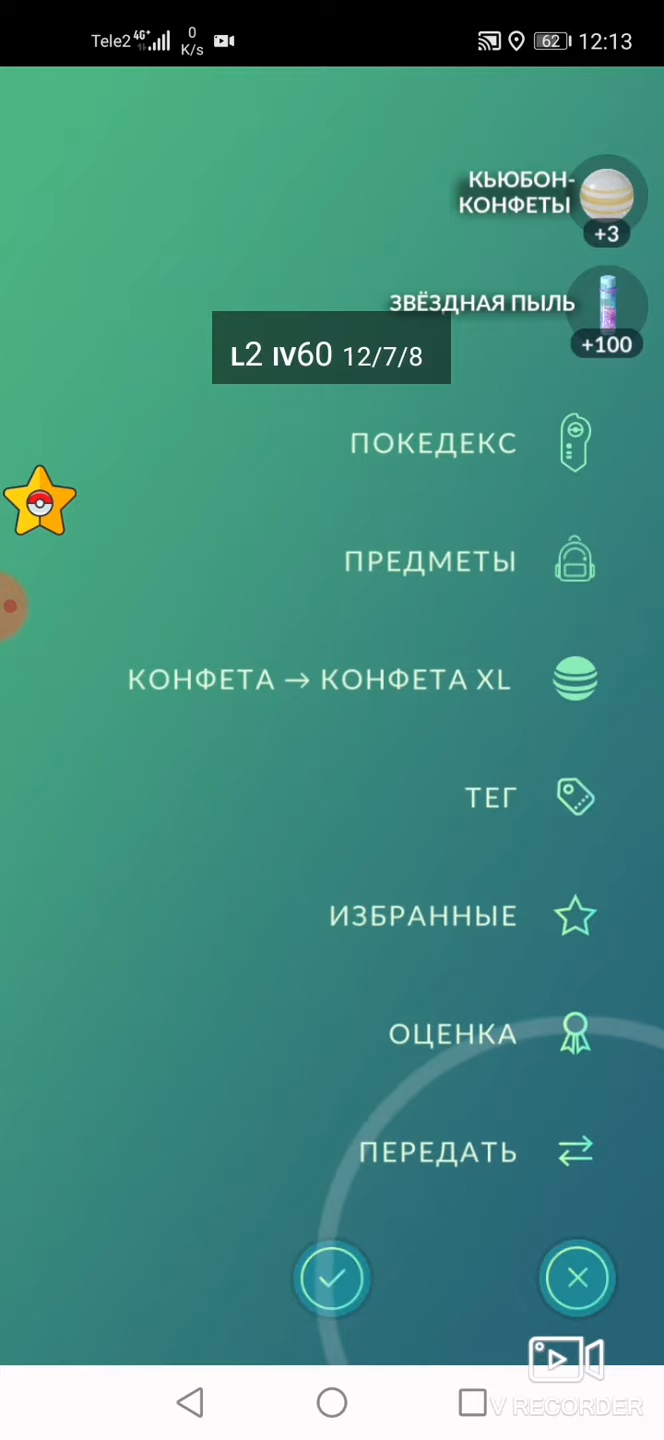 Tele2 4G+ 0 K/s 62 12:13
КЬЮБОН-
КОНФЕТЫ
+3
ЗВЁЗДНАЯ ПЫЛЬ
+100
L2 IV60 12/7/8
ПОКЕДЕКС
ПРЕДМЕТЫ
КОНФЕТА → КОНФЕТА XL
ТЕГ
ИЗБРАННЫЕ
ОЦЕНКА
ПЕРЕДАТЬ
V RECORDER